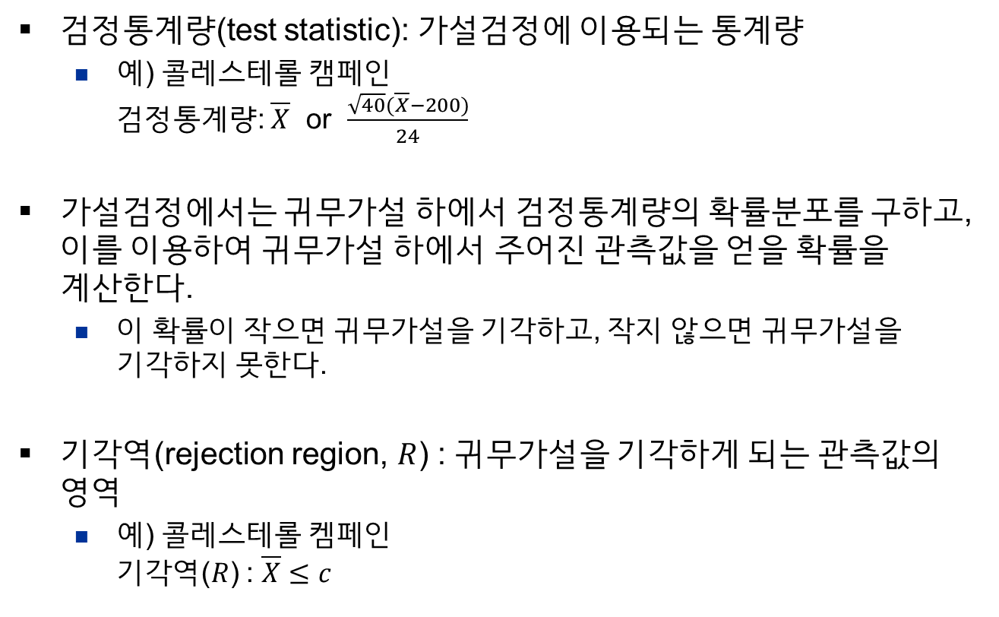 ▪ 검정통계량(test statistic): 가설검정에 이용되는 통계량
▪ 예) 콜레스테롤 캠페인
검정통계량: X̅ or √40(X̅−200)/24
▪ 가설검정에서는 귀무가설 하에서 검정통계량의 확률분포를 구하고,
이를 이용하여 귀무가설 하에서 주어진 관측값을 얻을 확률을
계산한다.
▪ 이 확률이 작으면 귀무가설을 기각하고, 작지 않으면 귀무가설을
기각하지 못한다.
▪ 기각역(rejection region, R) : 귀무가설을 기각하게 되는 관측값의
영역
▪ 예) 콜레스테롤 켐페인
기각역(R) : X̅ ≤ c